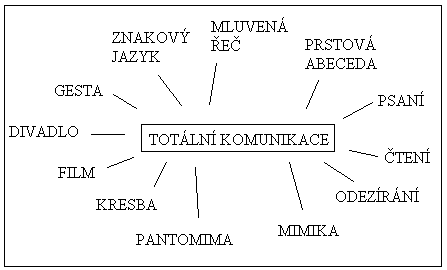 ZNAKOVÝ
JAZYK
MLUVENÁ
ŘEČ
PRSTOVÁ
ABECEDA
GESTA
PSANÍ
DIVADLO
TOTÁLNÍ KOMUNIKACE
ČTENÍ
FILM
ODEZÍRÁNÍ
KRESBA
PANTOMIMA
MIMIKA